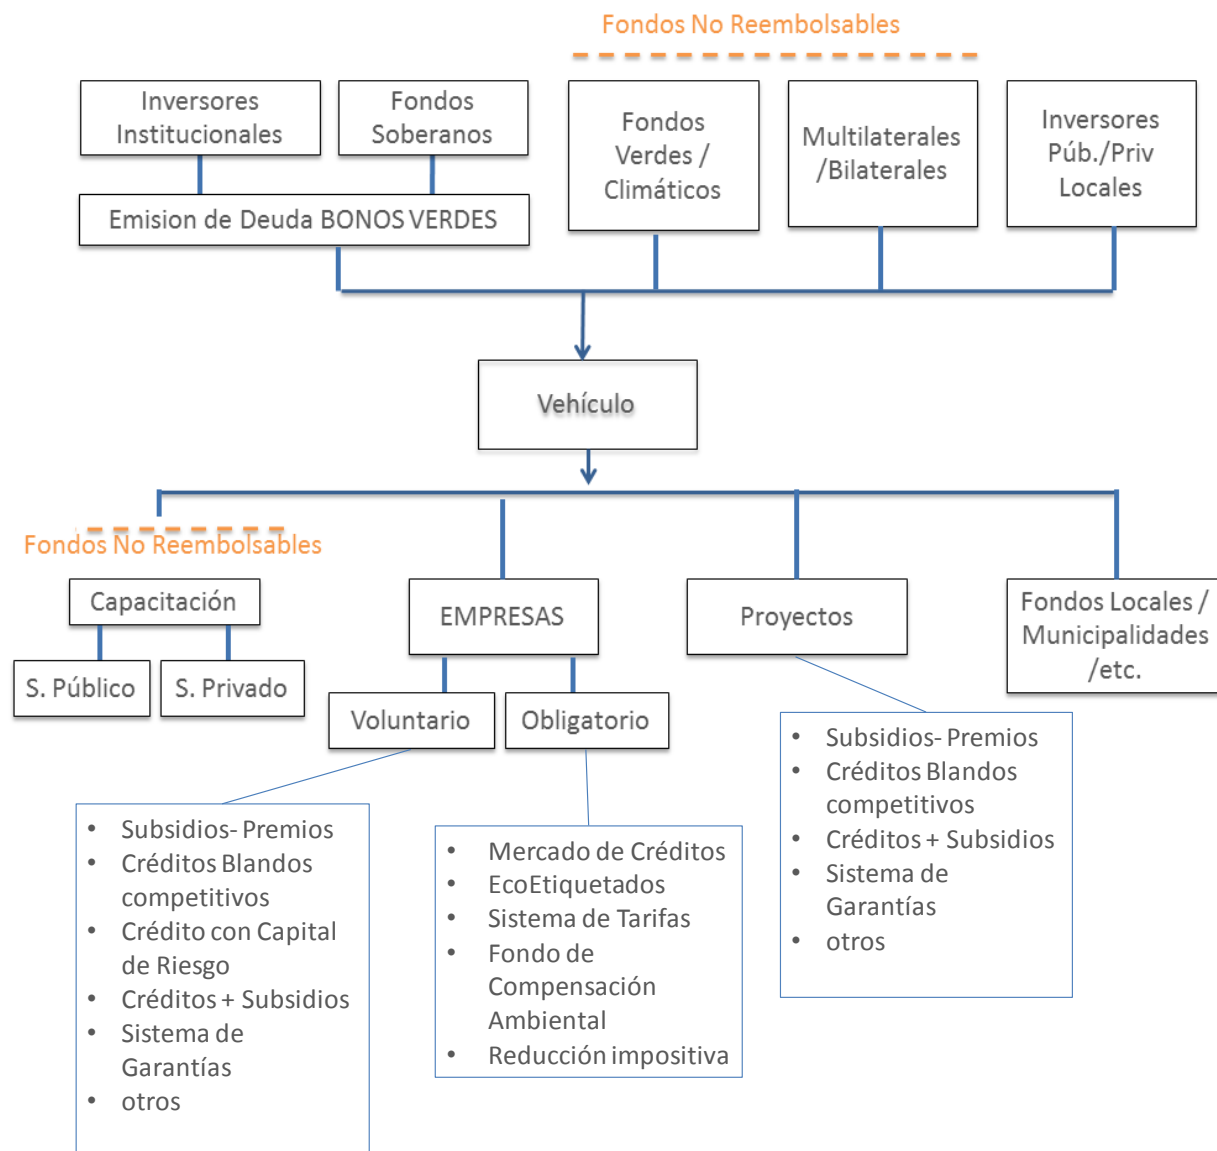 Fondos No Reembolsables
Inversores
Institucionales
Fondos
Soberanos
Emision de Deuda BONOS VERDES
Fondos
Verdes /
Climáticos
Multilaterales
/Bilaterales
Inversores
Púb./Priv
Locales
Vehículo
Fondos No Reembolsables
Capacitación
S. Público
S. Privado
EMPRESAS
Voluntario
Obligatorio
Proyectos
Fondos Locales /
Municipalidades
/etc.
• Subsidios- Premios
• Créditos Blandos
competitivos
• Crédito con Capital
de Riesgo
• Créditos + Subsidios
• Sistema de
Garantías
• otros
• Mercado de Créditos
• EcoEtiquetados
• Sistema de Tarifas
• Fondo de
Compensación
Ambiental
• Reducción impositiva
• Subsidios- Premios
• Créditos Blandos
competitivos
• Créditos + Subsidios
• Sistema de
Garantías
• otros